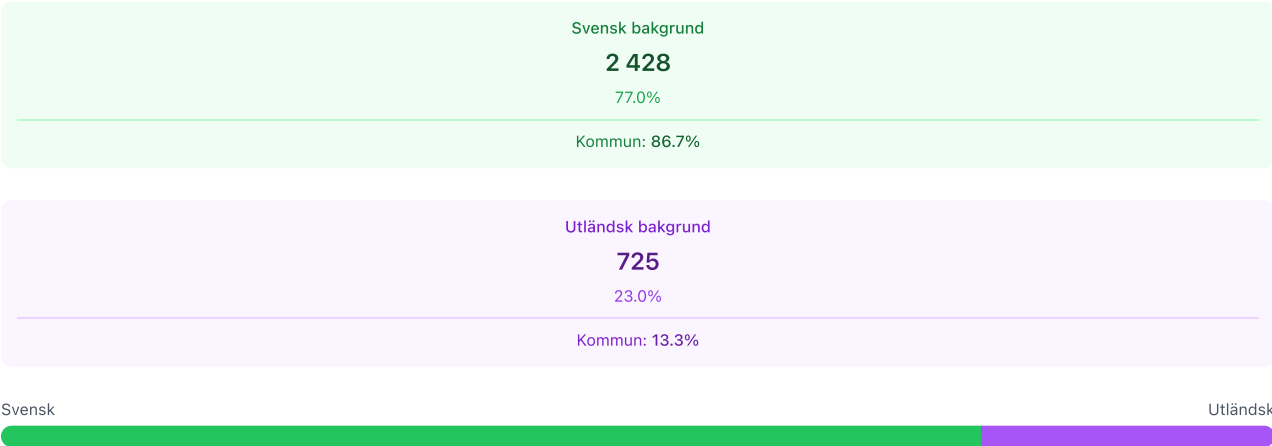 Svensk bakgrund
2 428
77.0%
Kommun: 86.7%
Utländsk bakgrund
725
23.0%
Kommun: 13.3%
Svensk
Utländsk